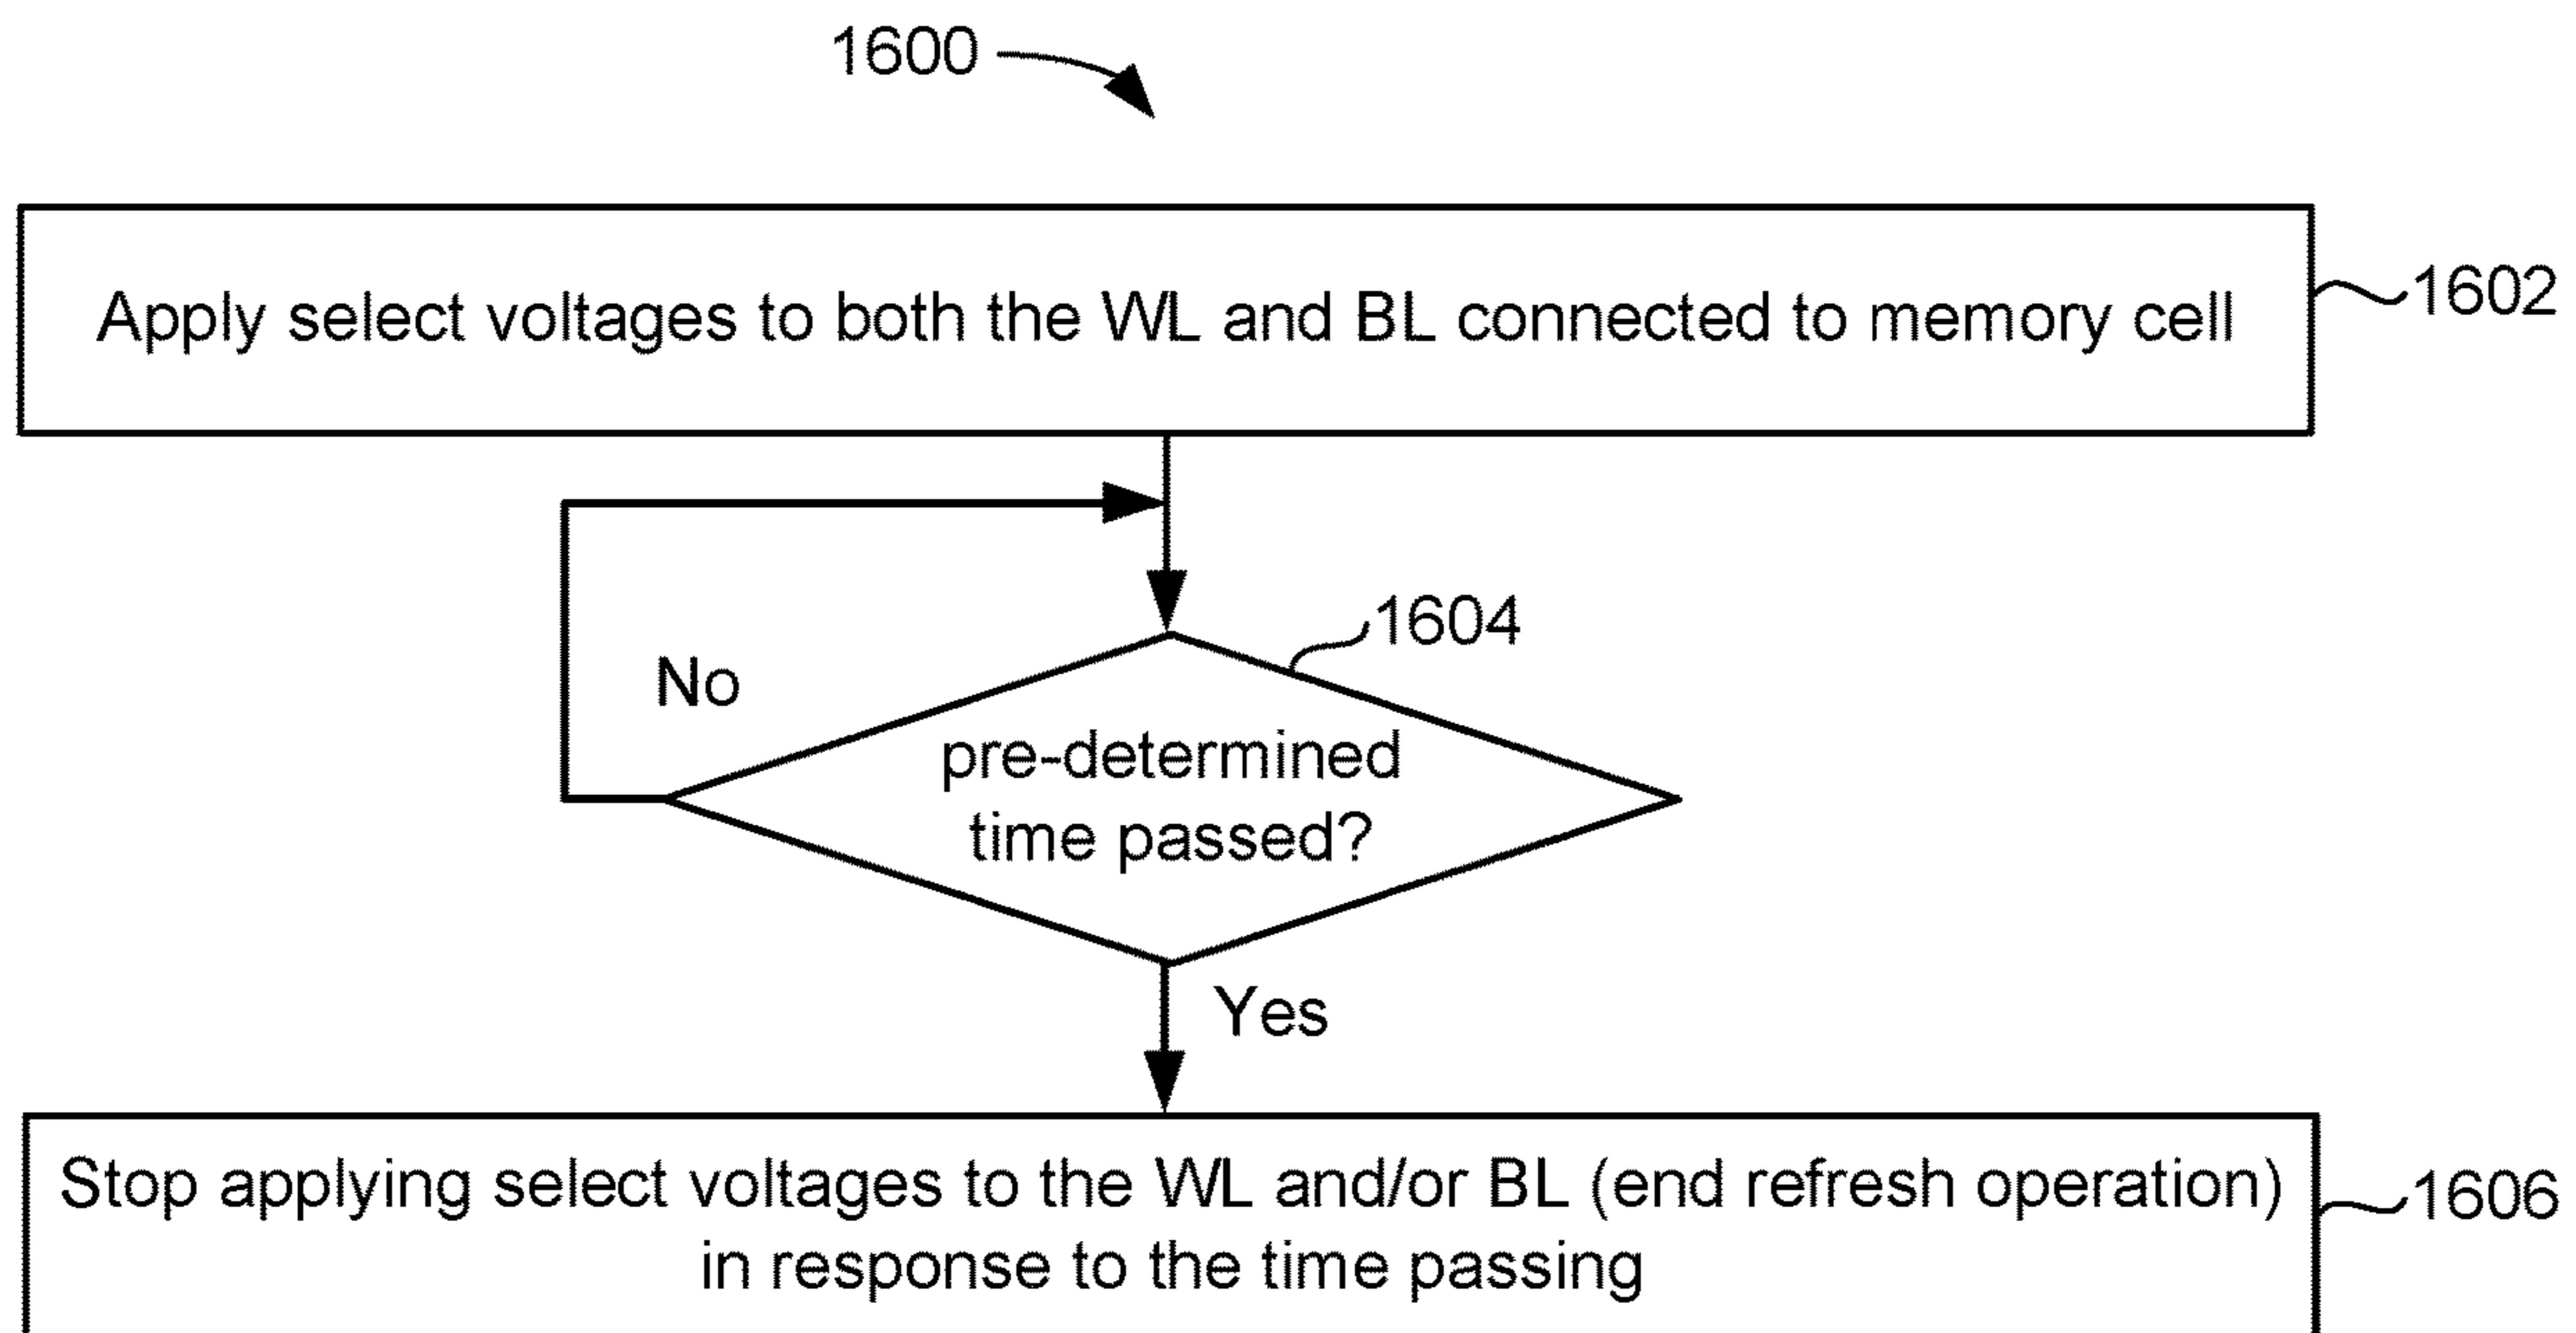 1600
Apply select voltages to both the WL and BL connected to memory cell
1602
1604
No
pre-determined
time passed?
Yes
Stop applying select voltages to the WL and/or BL (end refresh operation)
in response to the time passing
1606